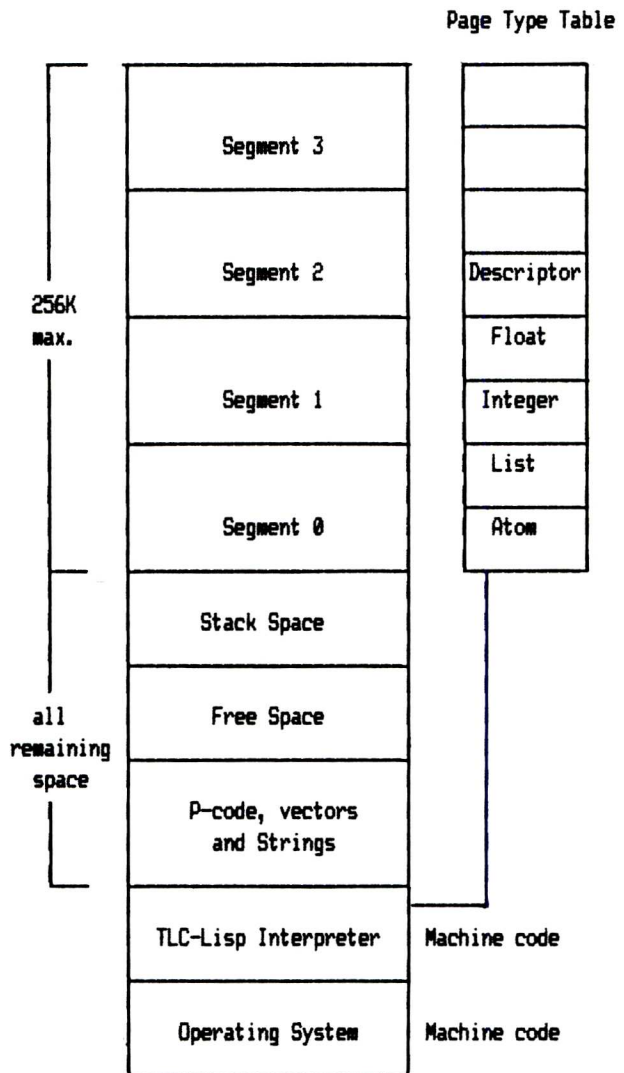 Page Type Table
Segment 3
Segment 2
Descriptor
256K
max.
Float
Segment 1
Integer
List
Segment 0
Atom
Stack Space
all
remaining
space
Free Space
P-code, vectors
and Strings
TLC-Lisp Interpreter
Machine code
Operating System
Machine code